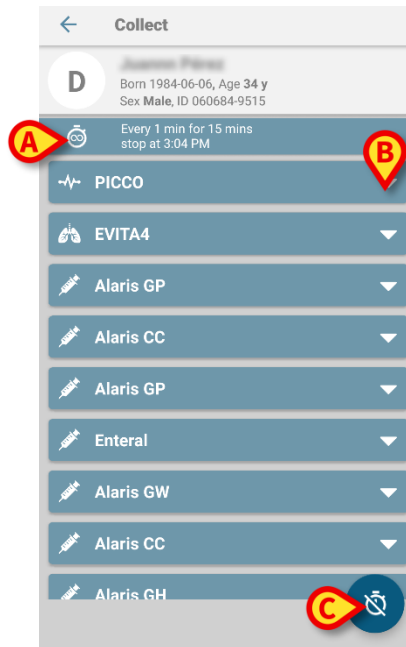 Collect
D
Born 1984-06-06, Age 34 y
Sex Male, ID 060684-9515
A
Every 1 min for 15 mins
stop at 3:04 PM
B
PICCO
EVITA4
Alaris GP
Alaris CC
Alaris GP
Enteral
Alaris GW
Alaris CC
Alaris GH
C